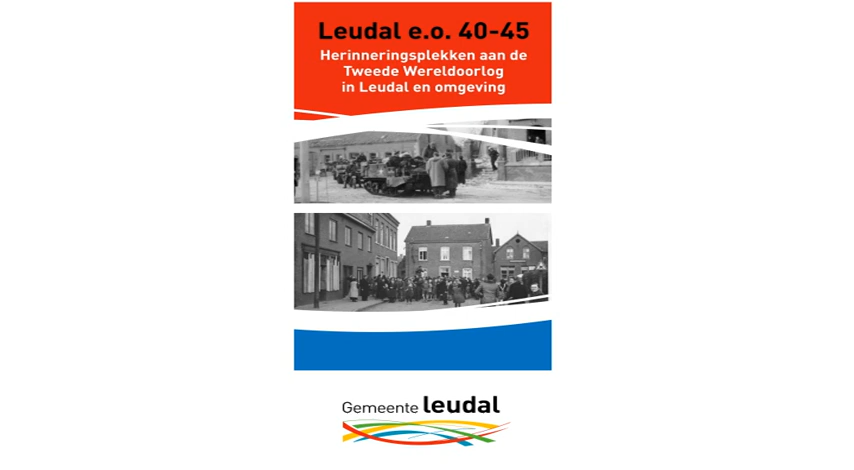 Leudal e.o. 40-45
Herinneringsplekken aan de
Tweede Wereldoorlog
in Leudal en omgeving
Gemeente leudal